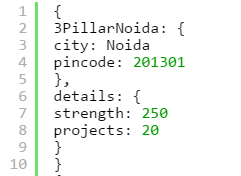 1 {
2 3PillarNoida: {
3 city: Noida
4 pincode: 201301
5 },
6 details: {
7 strength: 250
8 projects: 20
9 }
10 }